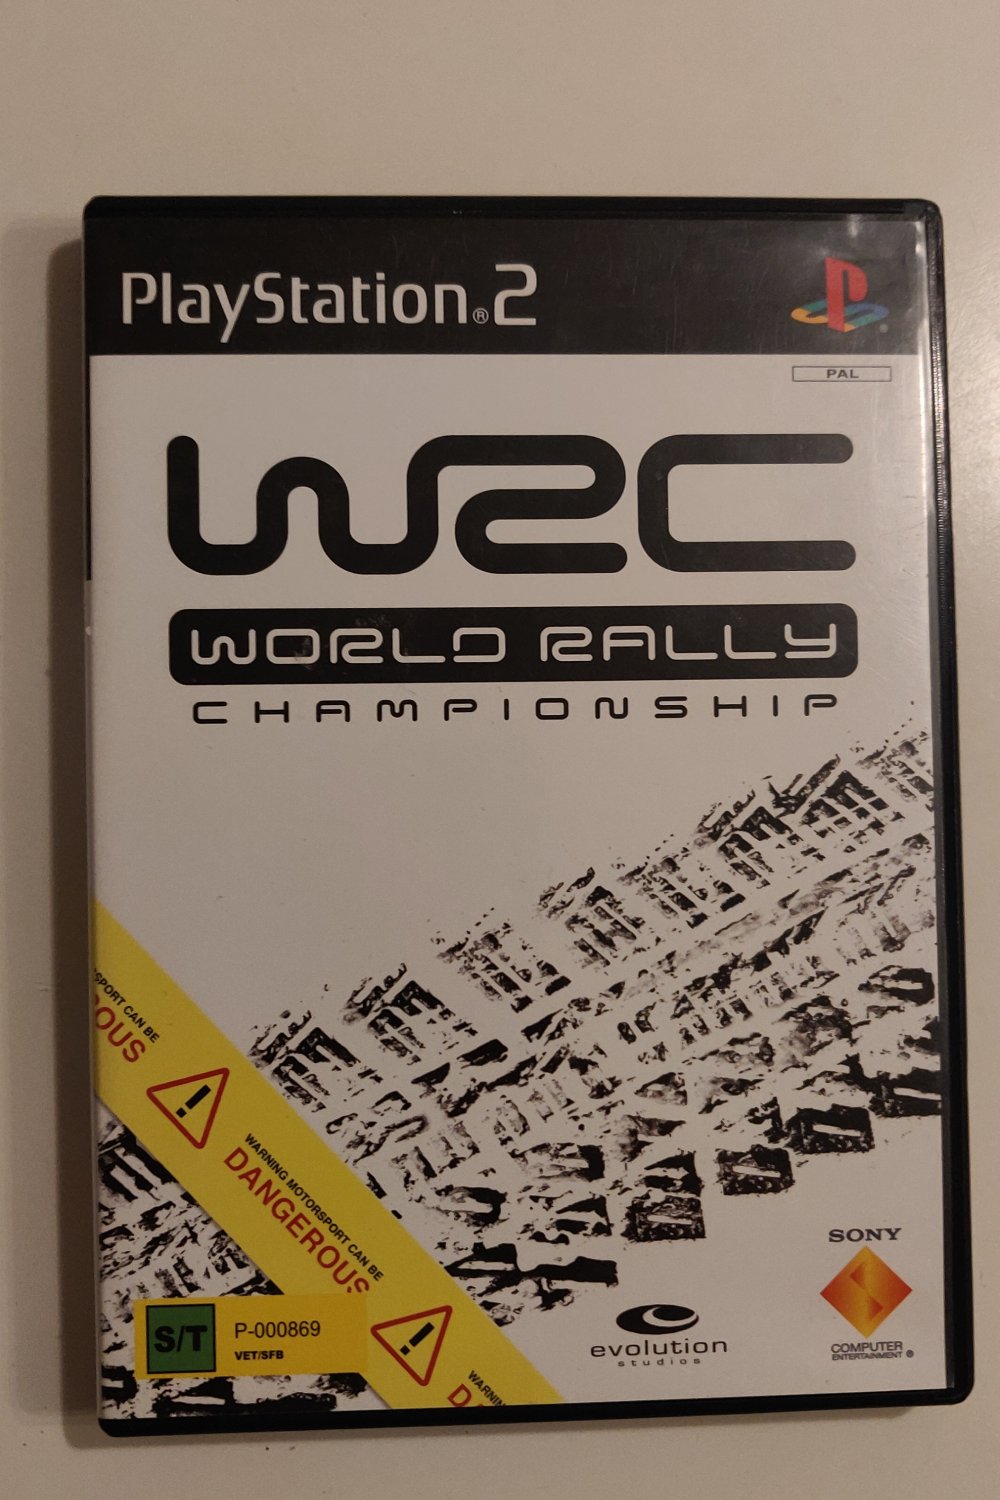 PlayStation®2
PAL
WRC
WORLD RALLY
CHAMPIONSHIP
SPORT CAN BE
OUS
!
WARNING MOTORSPORT CAN BE
DANGEROUS
!
WARNIN
D
S/T
P-000869
VET/SFB
evolution
studios
SONY
COMPUTER
ENTERTAINMENT ®